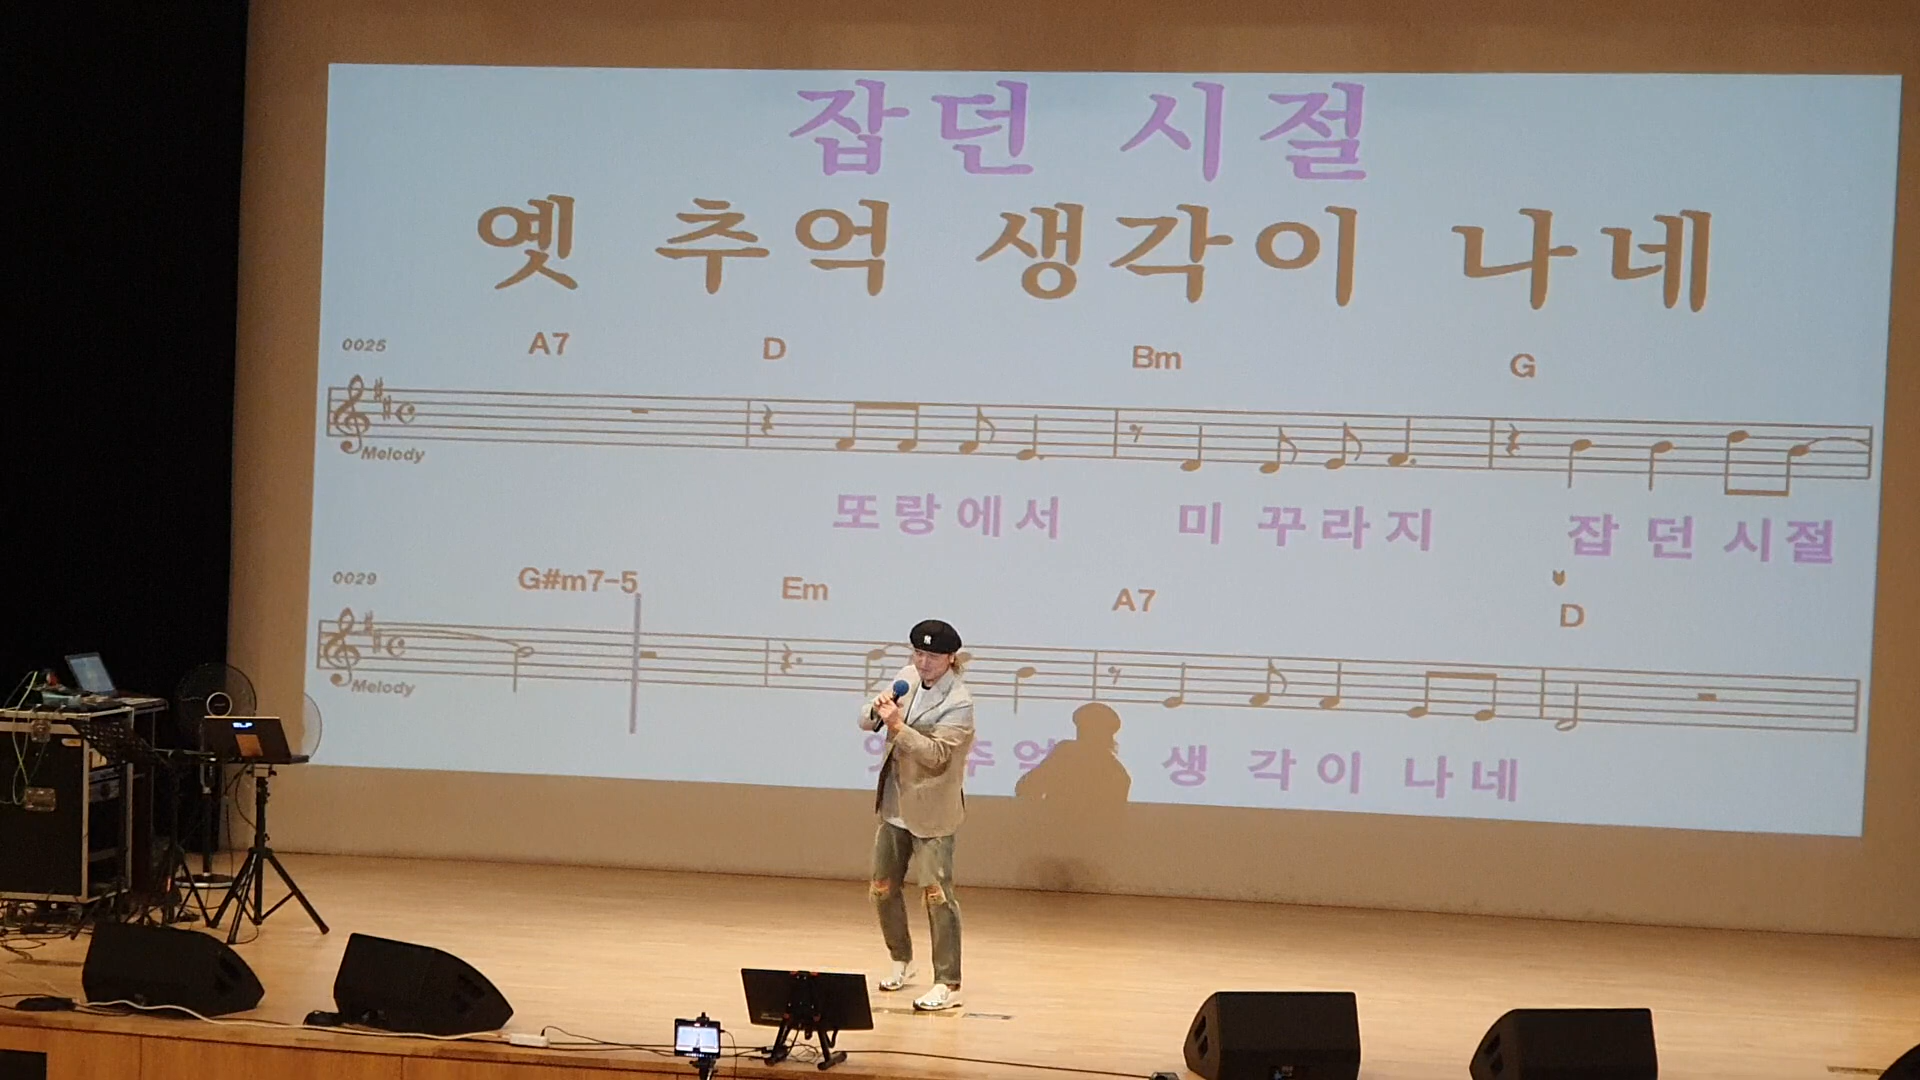 잡던 시절
옛 추억 생각이 나네
0025 A7 D Bm G
Melody
또랑에서 미 꾸라지 잡 던 시절
0029 G#m7-5 Em A7 D
Melody
추 억 생 각이 나네